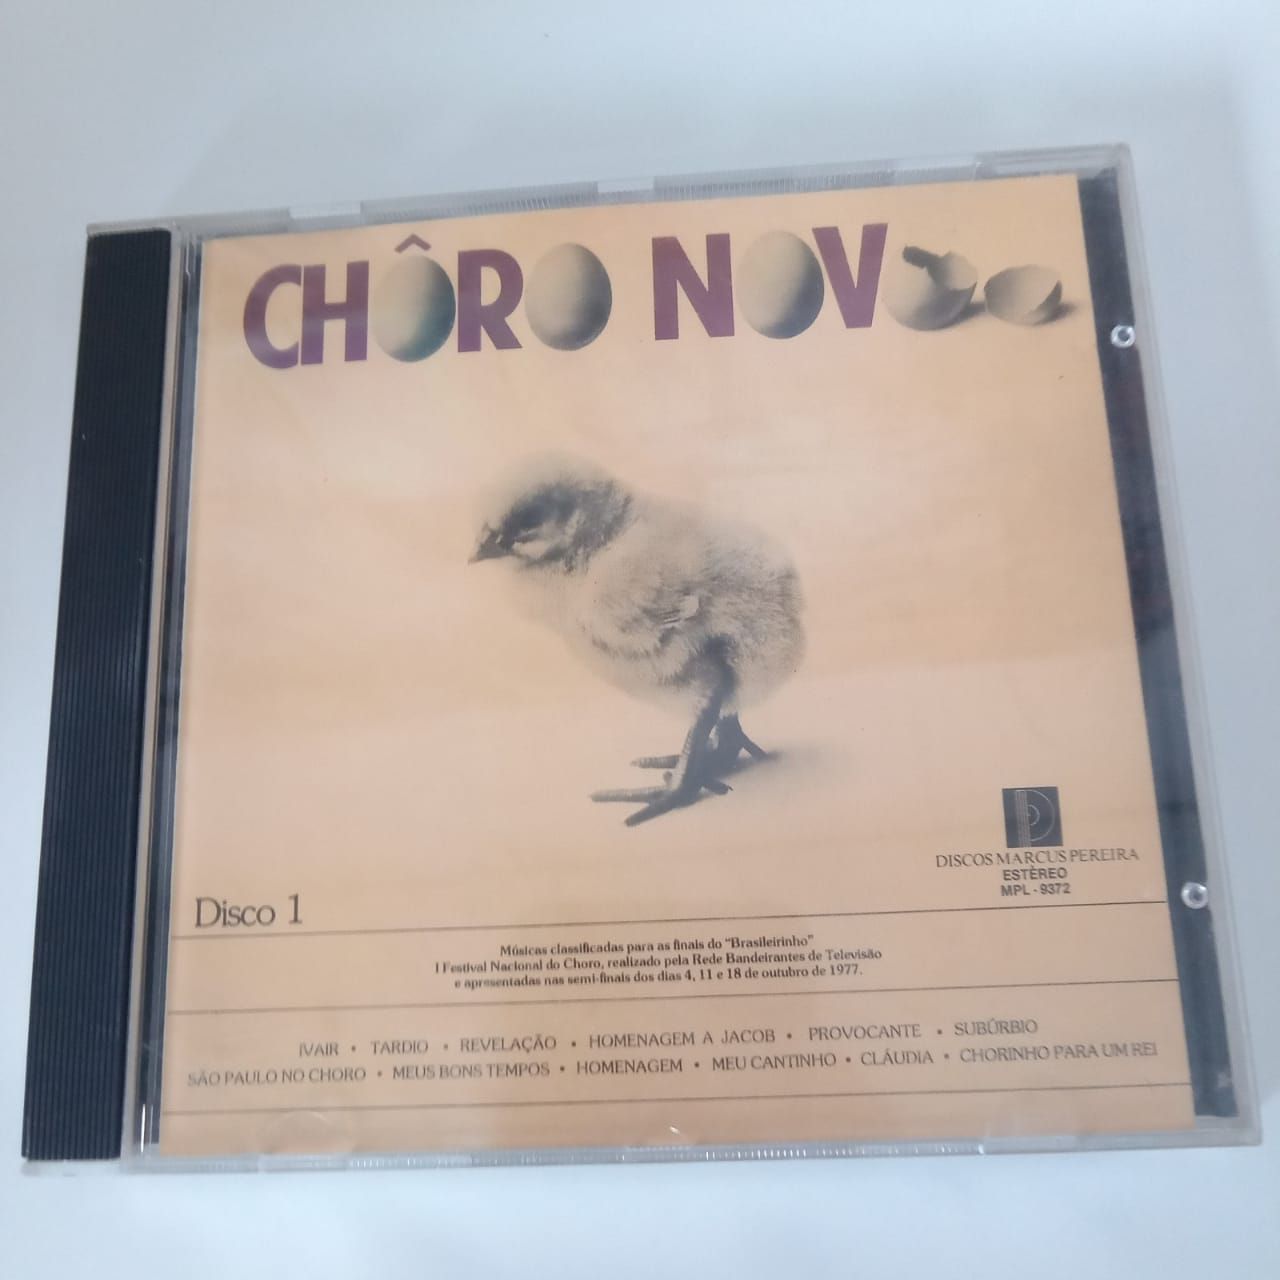 CHÔRO NOVO
DISCOS MARCUS PEREIRA
ESTÉREO
MPL - 9372
Disco 1
Músicas classificadas para as finais do "Brasileirinho"
I Festival Nacional do Choro, realizado pela Rede Bandeirantes de Televisão
e apresentadas nas semi-finais dos dias 4, 11 e 18 de outubro de 1977.
IVAIR • TARDIO • REVELAÇÃO • HOMENAGEM A JACOB • PROVOCANTE • SUBÚRBIO
SÃO PAULO NO CHORO • MEUS BONS TEMPOS • HOMENAGEM • MEU CANTINHO • CLÁUDIA • CHORINHO PARA UM REI